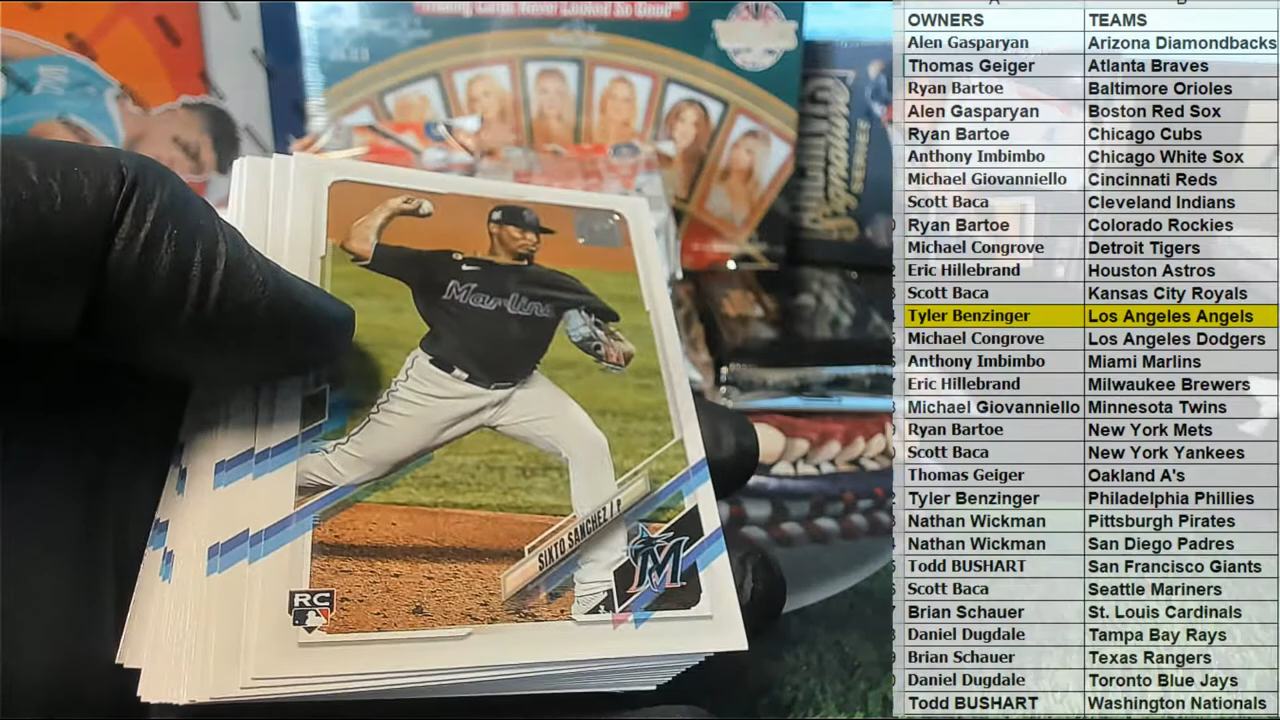 Trading Cards Never Looked So Good
Signature
SERIES
Marlins
SIXTO SANCHEZ / P
M
RC
OWNERS TEAMS
Alen Gasparyan Arizona Diamondbacks
Thomas Geiger Atlanta Braves
Ryan Bartoe Baltimore Orioles
Alen Gasparyan Boston Red Sox
Ryan Bartoe Chicago Cubs
Anthony Imbimbo Chicago White Sox
Michael Giovanniello Cincinnati Reds
Scott Baca Cleveland Indians
Ryan Bartoe Colorado Rockies
Michael Congrove Detroit Tigers
Eric Hillebrand Houston Astros
Scott Baca Kansas City Royals
Tyler Benzinger Los Angeles Angels
Michael Congrove Los Angeles Dodgers
Anthony Imbimbo Miami Marlins
Eric Hillebrand Milwaukee Brewers
Michael Giovanniello Minnesota Twins
Ryan Bartoe New York Mets
Scott Baca New York Yankees
Thomas Geiger Oakland A's
Tyler Benzinger Philadelphia Phillies
Nathan Wickman Pittsburgh Pirates
Nathan Wickman San Diego Padres
Todd BUSHART San Francisco Giants
Scott Baca Seattle Mariners
Brian Schauer St. Louis Cardinals
Daniel Dugdale Tampa Bay Rays
Brian Schauer Texas Rangers
Daniel Dugdale Toronto Blue Jays
Todd BUSHART Washington Nationals